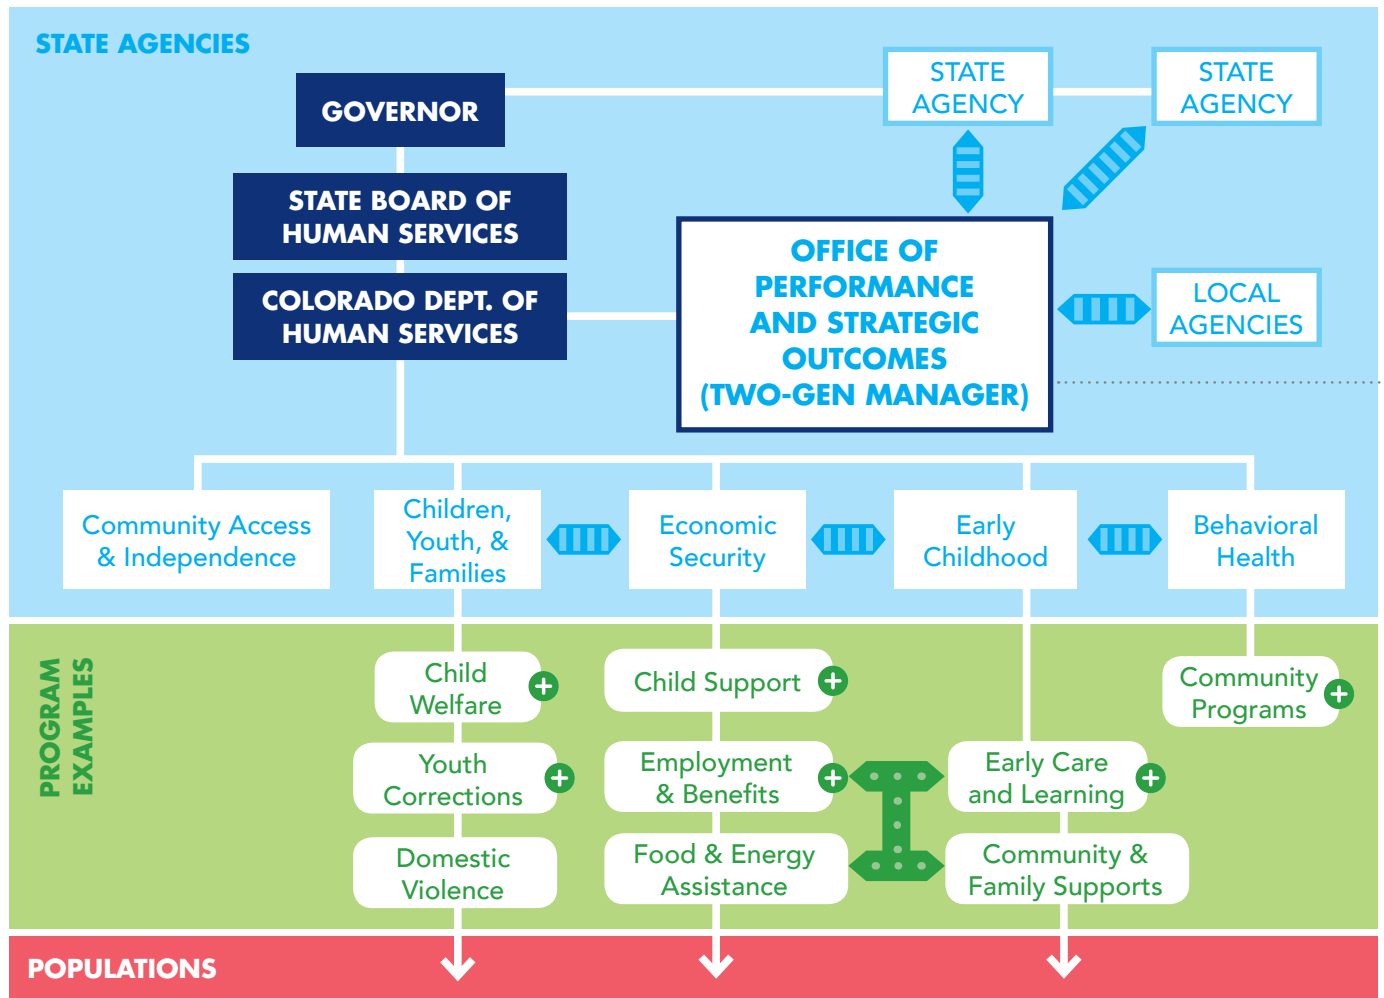 STATE AGENCIES
GOVERNOR
STATE
AGENCY
STATE
AGENCY
STATE BOARD OF
HUMAN SERVICES
COLORADO DEPT. OF
HUMAN SERVICES
OFFICE OF
PERFORMANCE
AND STRATEGIC
OUTCOMES
(TWO-GEN MANAGER)
LOCAL
AGENCIES
Community Access
& Independence
Children,
Youth, &
Families
Economic
Security
Early
Childhood
Behavioral
Health
PROGRAM
EXAMPLES
Child
Welfare
Youth
Corrections
Domestic
Violence
Child Support
Employment
& Benefits
Food & Energy
Assistance
Early Care
and Learning
Community &
Family Supports
Community
Programs
POPULATIONS